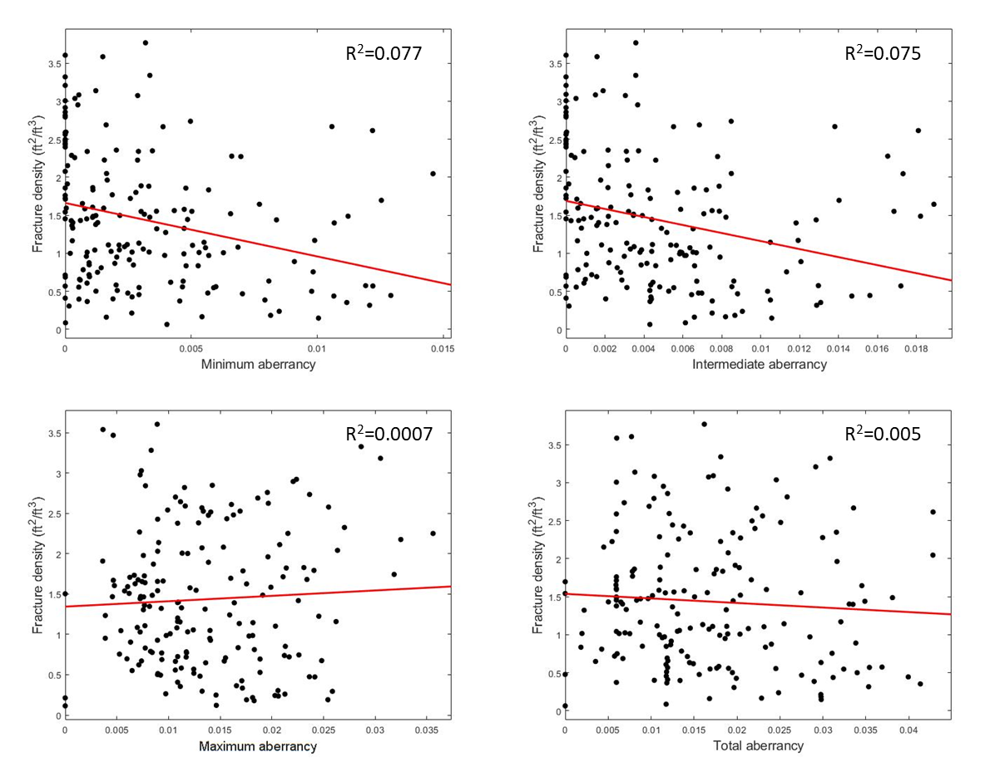 R²=0.077
3.5
3
2.5
2
1.5
1
0.5
0
Fracture density (ft²/ft³)
0 0.005 0.01 0.015
Minimum aberrancy
R²=0.075
3.5
3
2.5
2
1.5
1
0.5
0
Fracture density (ft²/ft³)
0 0.002 0.004 0.006 0.008 0.01 0.012 0.014 0.016 0.018
Intermediate aberrancy
R²=0.0007
3.5
3
2.5
2
1.5
1
0.5
0
Fracture density (ft²/ft³)
0 0.005 0.01 0.015 0.02 0.025 0.03 0.035
Maximum aberrancy
R²=0.005
3.5
3
2.5
2
1.5
1
0.5
0
Fracture density (ft²/ft³)
0 0.005 0.01 0.015 0.02 0.025 0.03 0.035 0.04
Total aberrancy